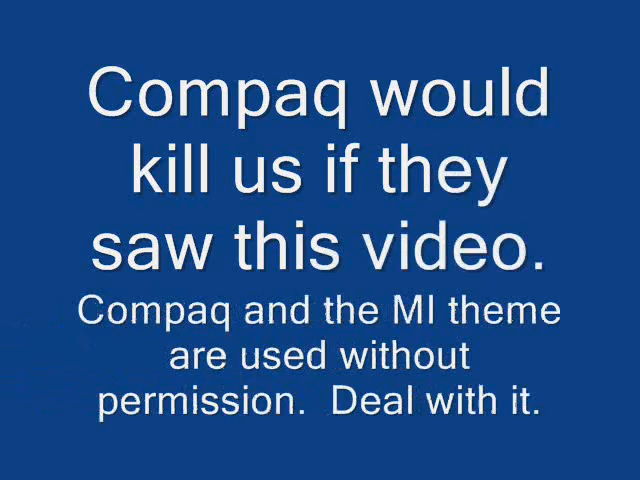 Compaq would
kill us if they
saw this video.
Compaq and the MI theme
are used without
permission.  Deal with it.